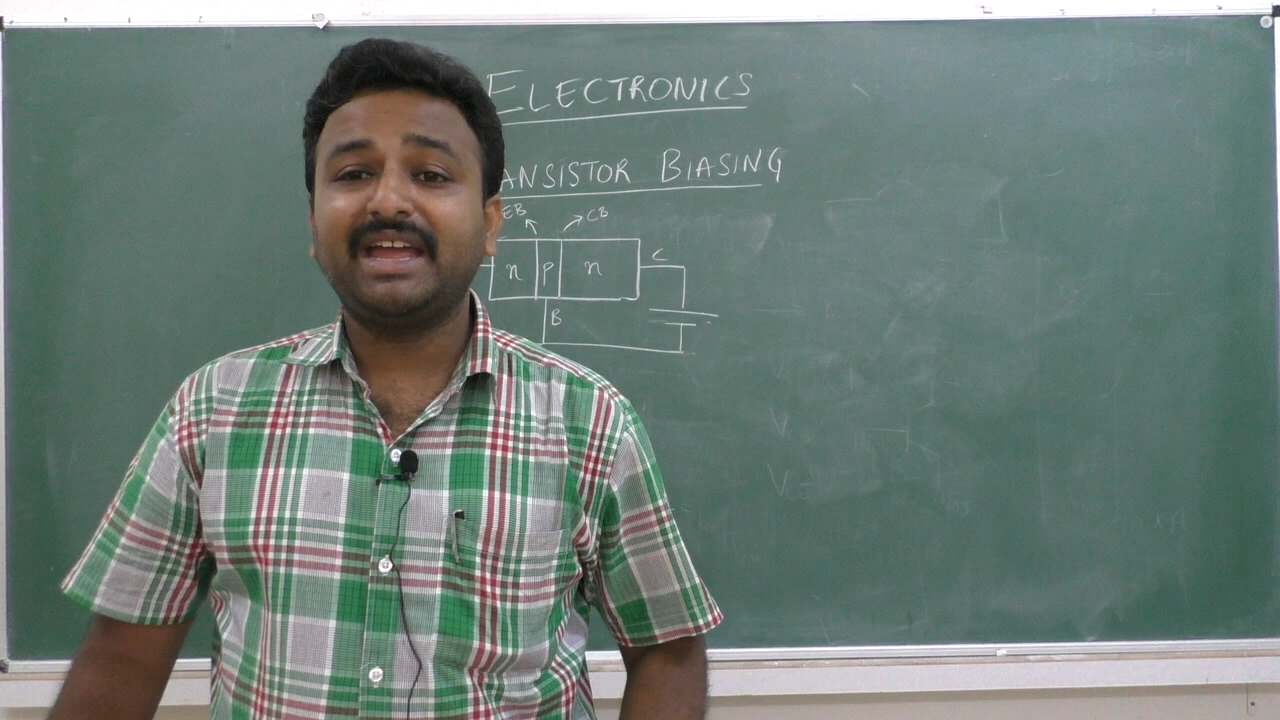 ELECTRONICS
ANSISTOR BIASING
EB CB
n p n C
B